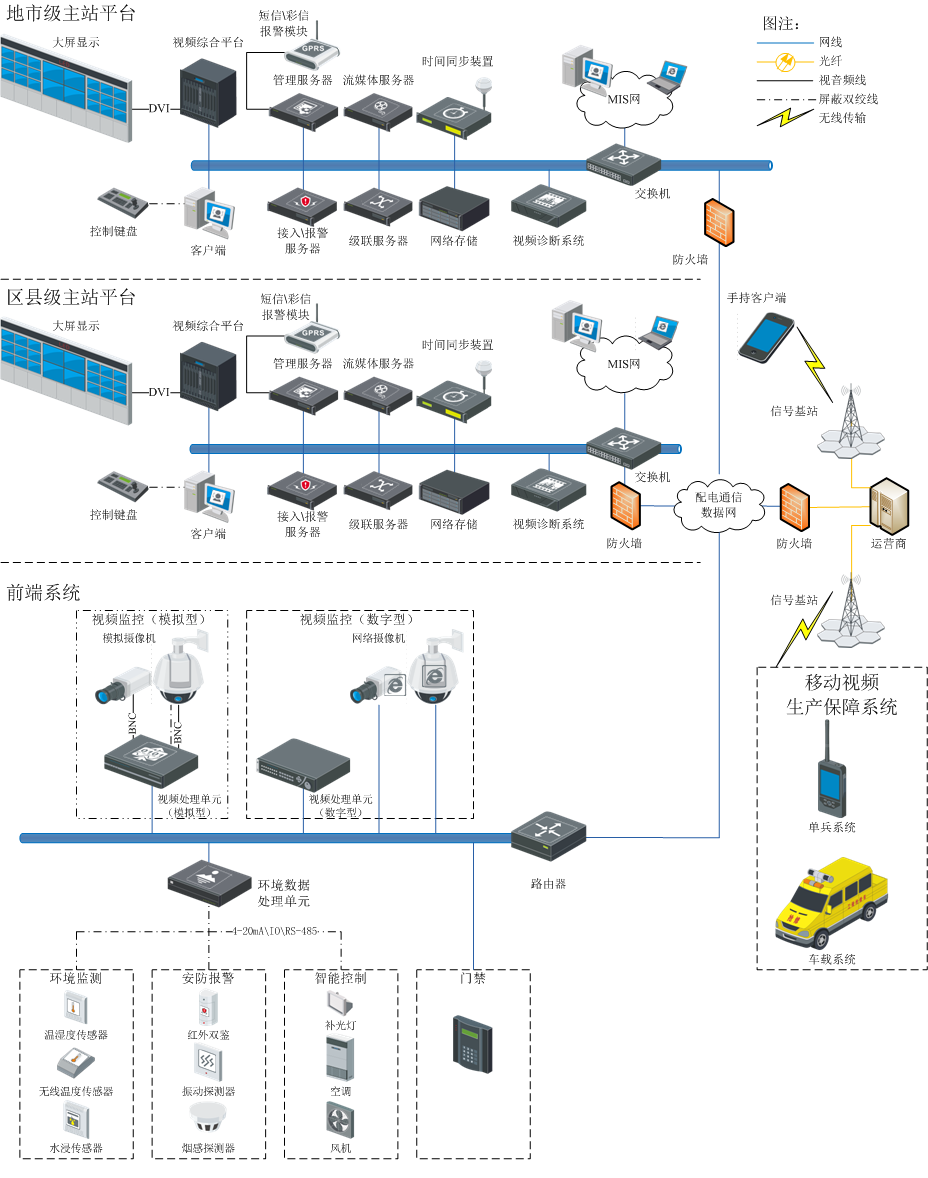 地市级主站平台
大屏显示
视频综合平台
短信\彩信
报警模块
GPRS
管理服务器
流媒体服务器
时间同步装置
DVI
MIS网
图注：
网线
光纤
视音频线
屏蔽双绞线
无线传输
交换机
控制键盘
客户端
接入\报警
服务器
级联服务器
网络存储
视频诊断系统
防火墙
区县级主站平台
大屏显示
视频综合平台
短信\彩信
报警模块
GPRS
管理服务器
流媒体服务器
时间同步装置
DVI
MIS网
手持客户端
信号基站
交换机
控制键盘
客户端
接入\报警
服务器
级联服务器
网络存储
视频诊断系统
防火墙
配电通信
数据网
防火墙
运营商
前端系统
视频监控（模拟型）
模拟摄像机
BNC
BNC
视频处理单元
（模拟型）
视频监控（数字型）
网络摄像机
视频处理单元
（数字型）
信号基站
移动视频
生产保障系统
单兵系统
车载系统
路由器
环境数据
处理单元
4-20mA\IO\RS-485
环境监测
温湿度传感器
无线温度传感器
水浸传感器
安防报警
红外双鉴
振动探测器
烟感探测器
智能控制
补光灯
空调
风机
门禁